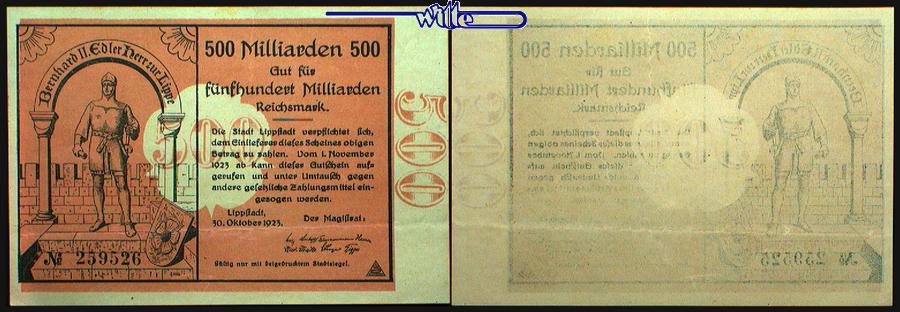 wille
Bernhard II Edler Herr zur Lippe
500 Milliarden 500
Gut für
fünfhundert Milliarden
Reichsmark.
Die Stadt Lippstadt verpflichtet sich,
dem Einlieferer dieses Scheines obigen
Betrag zu zahlen. Vom 1. November
1923 ab kann dieser Gutschein auf-
gerufen und unter Umtausch gegen
andere gesetzliche Zahlungsmittel ein-
gezogen werden.
Lippstadt,
30. Oktober 1923.
Der Magistrat:
Gültig nur mit beigedrucktem Stadtsiegel.
№ 259526
500
500